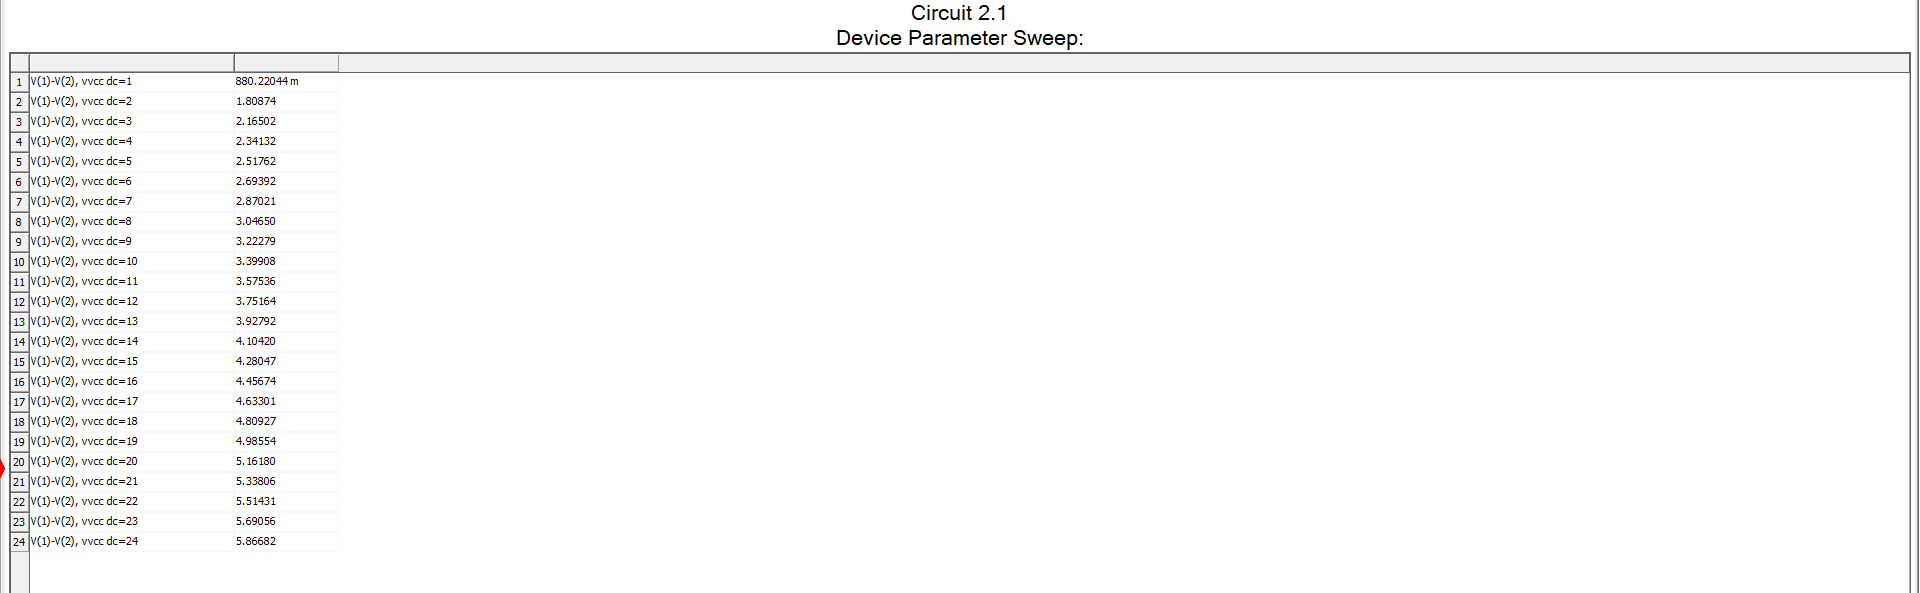 Circuit 2.1
Device Parameter Sweep:
1 V(1)-V(2), vvcc dc=1 880.22044 m
2 V(1)-V(2), vvcc dc=2 1.80874
3 V(1)-V(2), vvcc dc=3 2.16502
4 V(1)-V(2), vvcc dc=4 2.34132
5 V(1)-V(2), vvcc dc=5 2.51762
6 V(1)-V(2), vvcc dc=6 2.69392
7 V(1)-V(2), vvcc dc=7 2.87021
8 V(1)-V(2), vvcc dc=8 3.04650
9 V(1)-V(2), vvcc dc=9 3.22279
10 V(1)-V(2), vvcc dc=10 3.39908
11 V(1)-V(2), vvcc dc=11 3.57536
12 V(1)-V(2), vvcc dc=12 3.75164
13 V(1)-V(2), vvcc dc=13 3.92792
14 V(1)-V(2), vvcc dc=14 4.10420
15 V(1)-V(2), vvcc dc=15 4.28047
16 V(1)-V(2), vvcc dc=16 4.45674
17 V(1)-V(2), vvcc dc=17 4.63301
18 V(1)-V(2), vvcc dc=18 4.80927
19 V(1)-V(2), vvcc dc=19 4.98554
20 V(1)-V(2), vvcc dc=20 5.16180
21 V(1)-V(2), vvcc dc=21 5.33806
22 V(1)-V(2), vvcc dc=22 5.51431
23 V(1)-V(2), vvcc dc=23 5.69056
24 V(1)-V(2), vvcc dc=24 5.86682